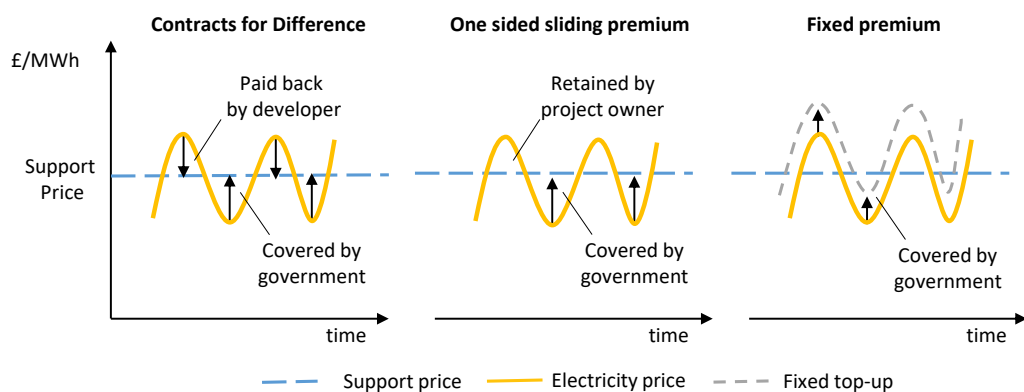 Contracts for Difference
One sided sliding premium
Fixed premium
£/MWh
Paid back
by developer
Retained by
project owner
Support
Price
Covered by
government
Covered by
government
Covered by
government
time
time
time
Support price
Electricity price
Fixed top-up